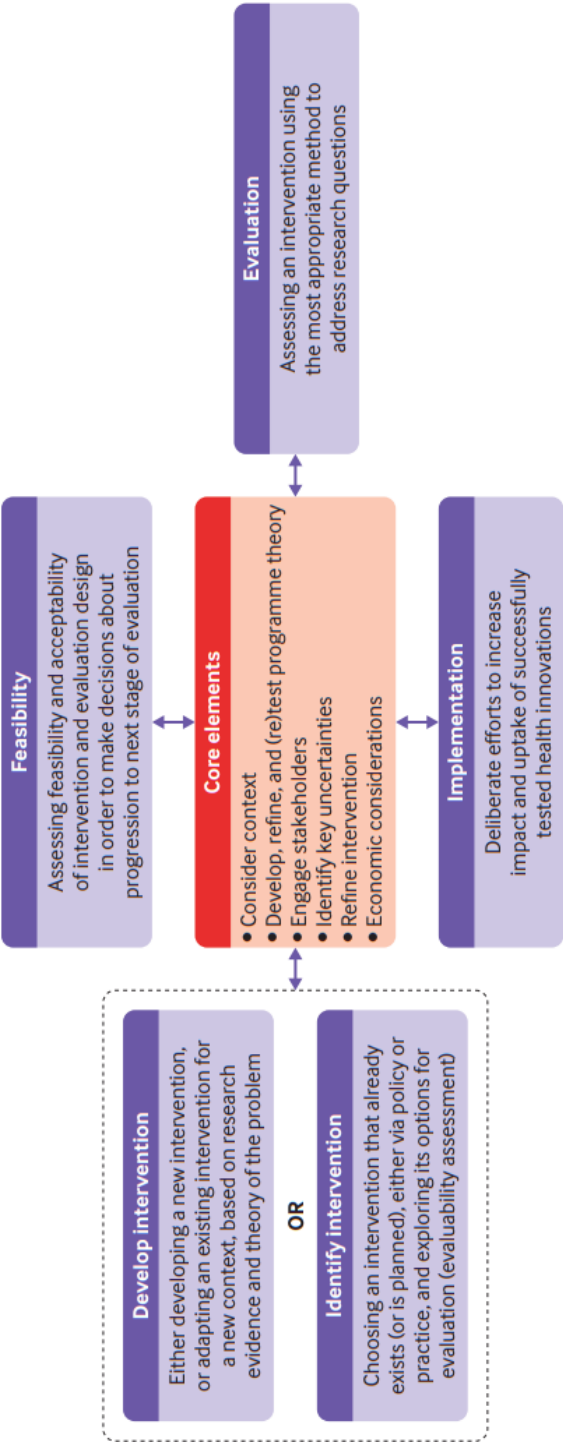 Develop intervention
Either developing a new intervention,
or adapting an existing intervention for
a new context, based on research
evidence and theory of the problem
OR
Identify intervention
Choosing an intervention that already
exists (or is planned), either via policy or
practice, and exploring its options for
evaluation (evaluability assessment)
Feasibility
Assessing feasibility and acceptability
of intervention and evaluation design
in order to make decisions about
progression to next stage of evaluation
Core elements
• Consider context
• Develop, refine, and (re)test programme theory
• Engage stakeholders
• Identify key uncertainties
• Refine intervention
• Economic considerations
Implementation
Deliberate efforts to increase
impact and uptake of successfully
tested health innovations
Evaluation
Assessing an intervention using
the most appropriate method to
address research questions